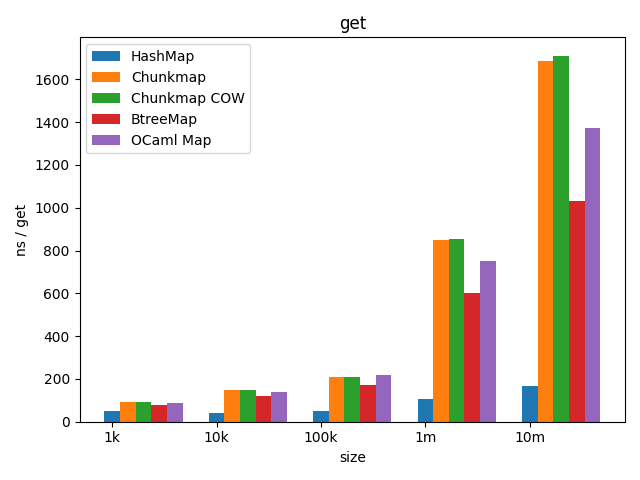 get
HashMap
Chunkmap
Chunkmap COW
BtreeMap
OCaml Map
ns / get
1600
1400
1200
1000
800
600
400
200
0
1k
10k
100k
1m
10m
size